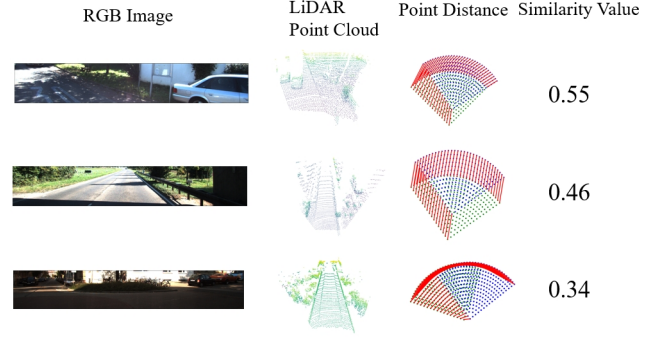 RGB Image
LiDAR
Point Cloud
Point Distance
Similarity Value
0.55
0.46
0.34